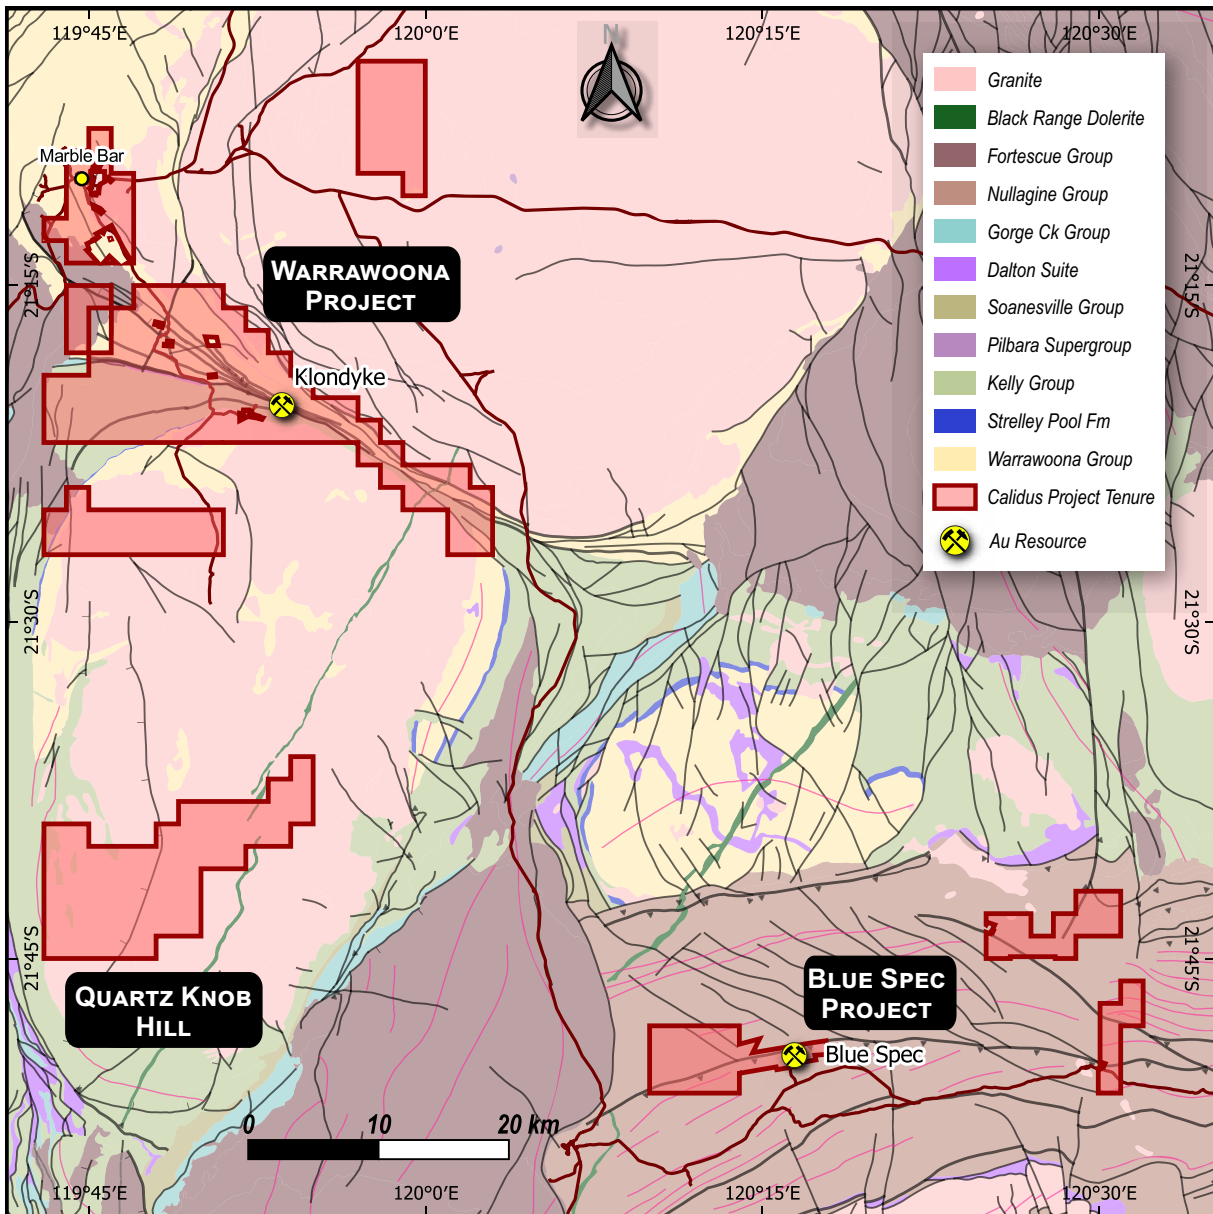 119°45′E 120°0′E 120°15′E 120°30′E
N
Granite
Black Range Dolerite
Fortescue Group
Nullagine Group
Gorge Ck Group
Dalton Suite
Soanesville Group
Pilbara Supergroup
Kelly Group
Strelley Pool Fm
Warrawoona Group
Calidus Project Tenure
Au Resource
Marble Bar
21°15′S
21°15′S
WARRAWOONA
PROJECT
Klondyke
21°30′S
21°30′S
21°45′S
21°45′S
QUARTZ KNOB
HILL
BLUE SPEC
PROJECT
Blue Spec
0 10 20 km
119°45′E 120°0′E 120°15′E 120°30′E